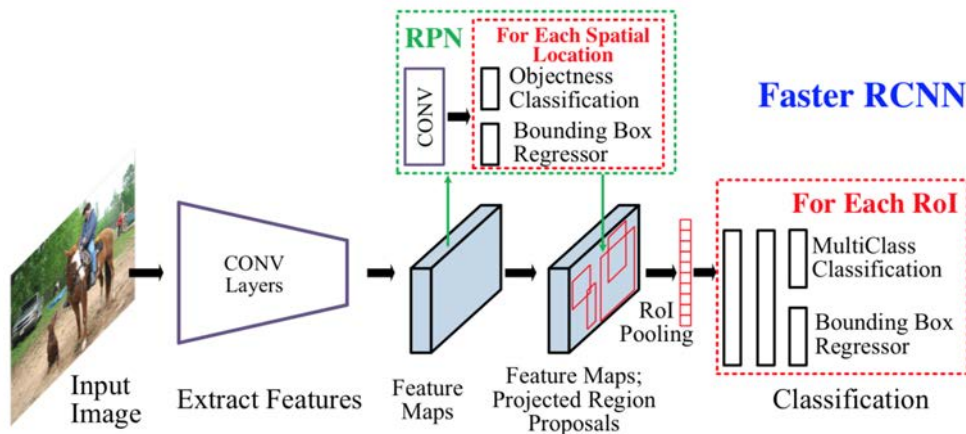 RPN
For Each Spatial
Location
CONV
Objectness
Classification
Bounding Box
Regressor
Faster RCNN
For Each RoI
CONV
Layers
MultiClass
Classification
Bounding Box
Regressor
RoI
Pooling
Input
Image
Extract Features
Feature
Maps
Feature Maps;
Projected Region
Proposals
Classification